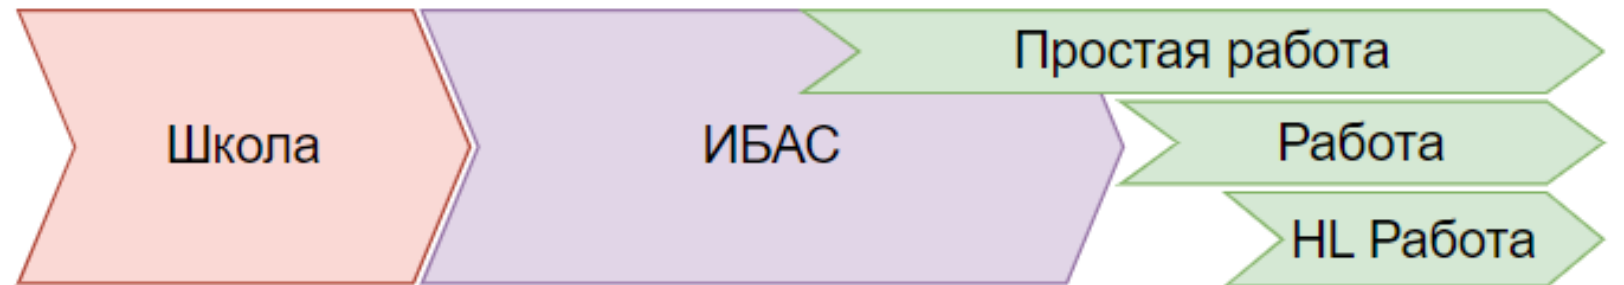 Школа
ИБАС
Простая работа
Работа
HL Работа